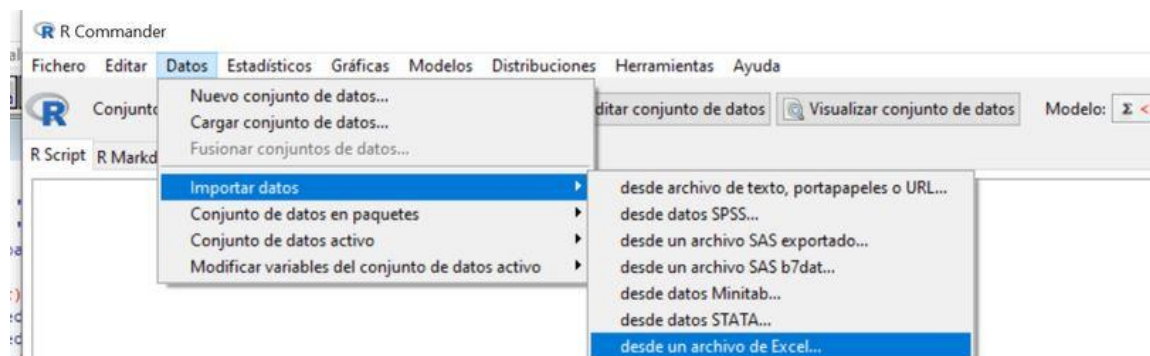 R Commander
Fichero Editar Datos Estadísticos Gráficas Modelos Distribuciones Herramientas Ayuda
Nuevo conjunto de datos...
Cargar conjunto de datos...
Fusionar conjuntos de datos...
Conjunto
ditar conjunto de datos Visualizar conjunto de datos Modelo: Σ <
R Script R Markd
Importar datos
Conjunto de datos en paquetes
Conjunto de datos activo
Modificar variables del conjunto de datos activo
desde archivo de texto, portapapeles o URL...
desde datos SPSS...
desde un archivo SAS exportado...
desde un archivo SAS b7dat...
desde datos Minitab...
desde datos STATA...
desde un archivo de Excel...